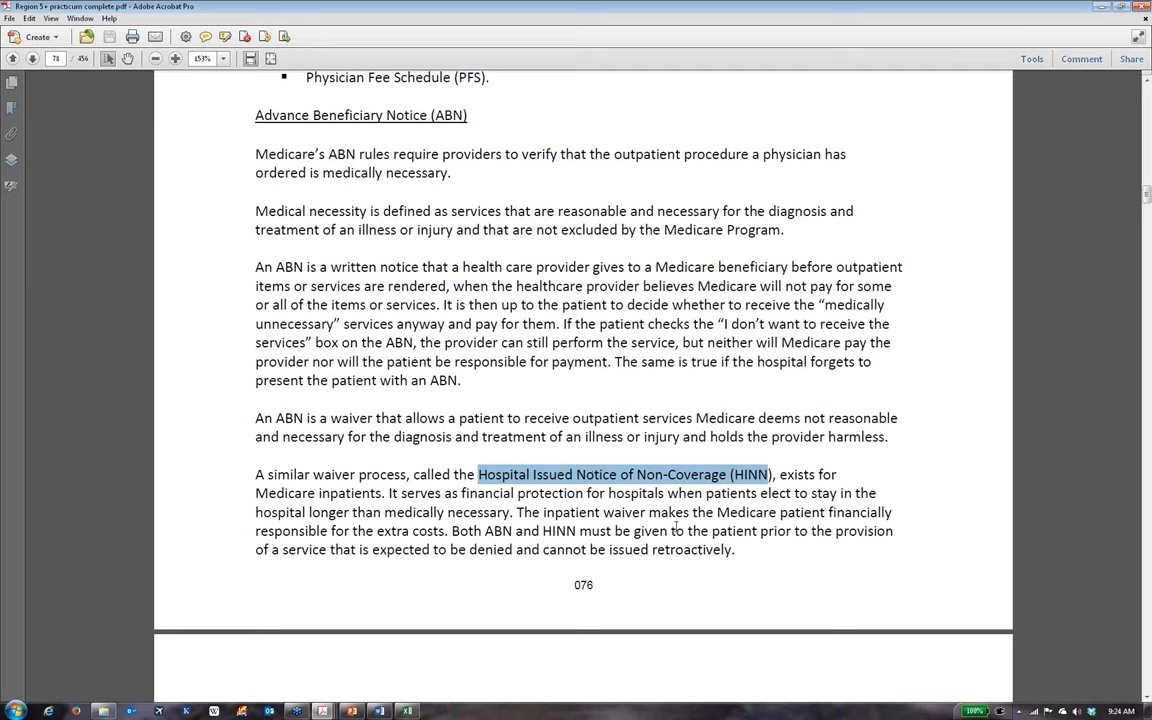 Region 5+ practicum complete.pdf - Adobe Acrobat Pro
File Edit View Window Help
Create
78 / 456 153% Tools Comment Share
▪ Physician Fee Schedule (PFS).
Advance Beneficiary Notice (ABN)
Medicare’s ABN rules require providers to verify that the outpatient procedure a physician has
ordered is medically necessary.
Medical necessity is defined as services that are reasonable and necessary for the diagnosis and
treatment of an illness or injury and that are not excluded by the Medicare Program.
An ABN is a written notice that a health care provider gives to a Medicare beneficiary before outpatient
items or services are rendered, when the healthcare provider believes Medicare will not pay for some
or all of the items or services. It is then up to the patient to decide whether to receive the “medically
unnecessary” services anyway and pay for them. If the patient checks the “I don’t want to receive the
services” box on the ABN, the provider can still perform the service, but neither will Medicare pay the
provider nor will the patient be responsible for payment. The same is true if the hospital forgets to
present the patient with an ABN.
An ABN is a waiver that allows a patient to receive outpatient services Medicare deems not reasonable
and necessary for the diagnosis and treatment of an illness or injury and holds the provider harmless.
A similar waiver process, called the Hospital Issued Notice of Non-Coverage (HINN), exists for
Medicare inpatients. It serves as financial protection for hospitals when patients elect to stay in the
hospital longer than medically necessary. The inpatient waiver makes the Medicare patient financially
responsible for the extra costs. Both ABN and HINN must be given to the patient prior to the provision
of a service that is expected to be denied and cannot be issued retroactively.
076
100% 9:24 AM